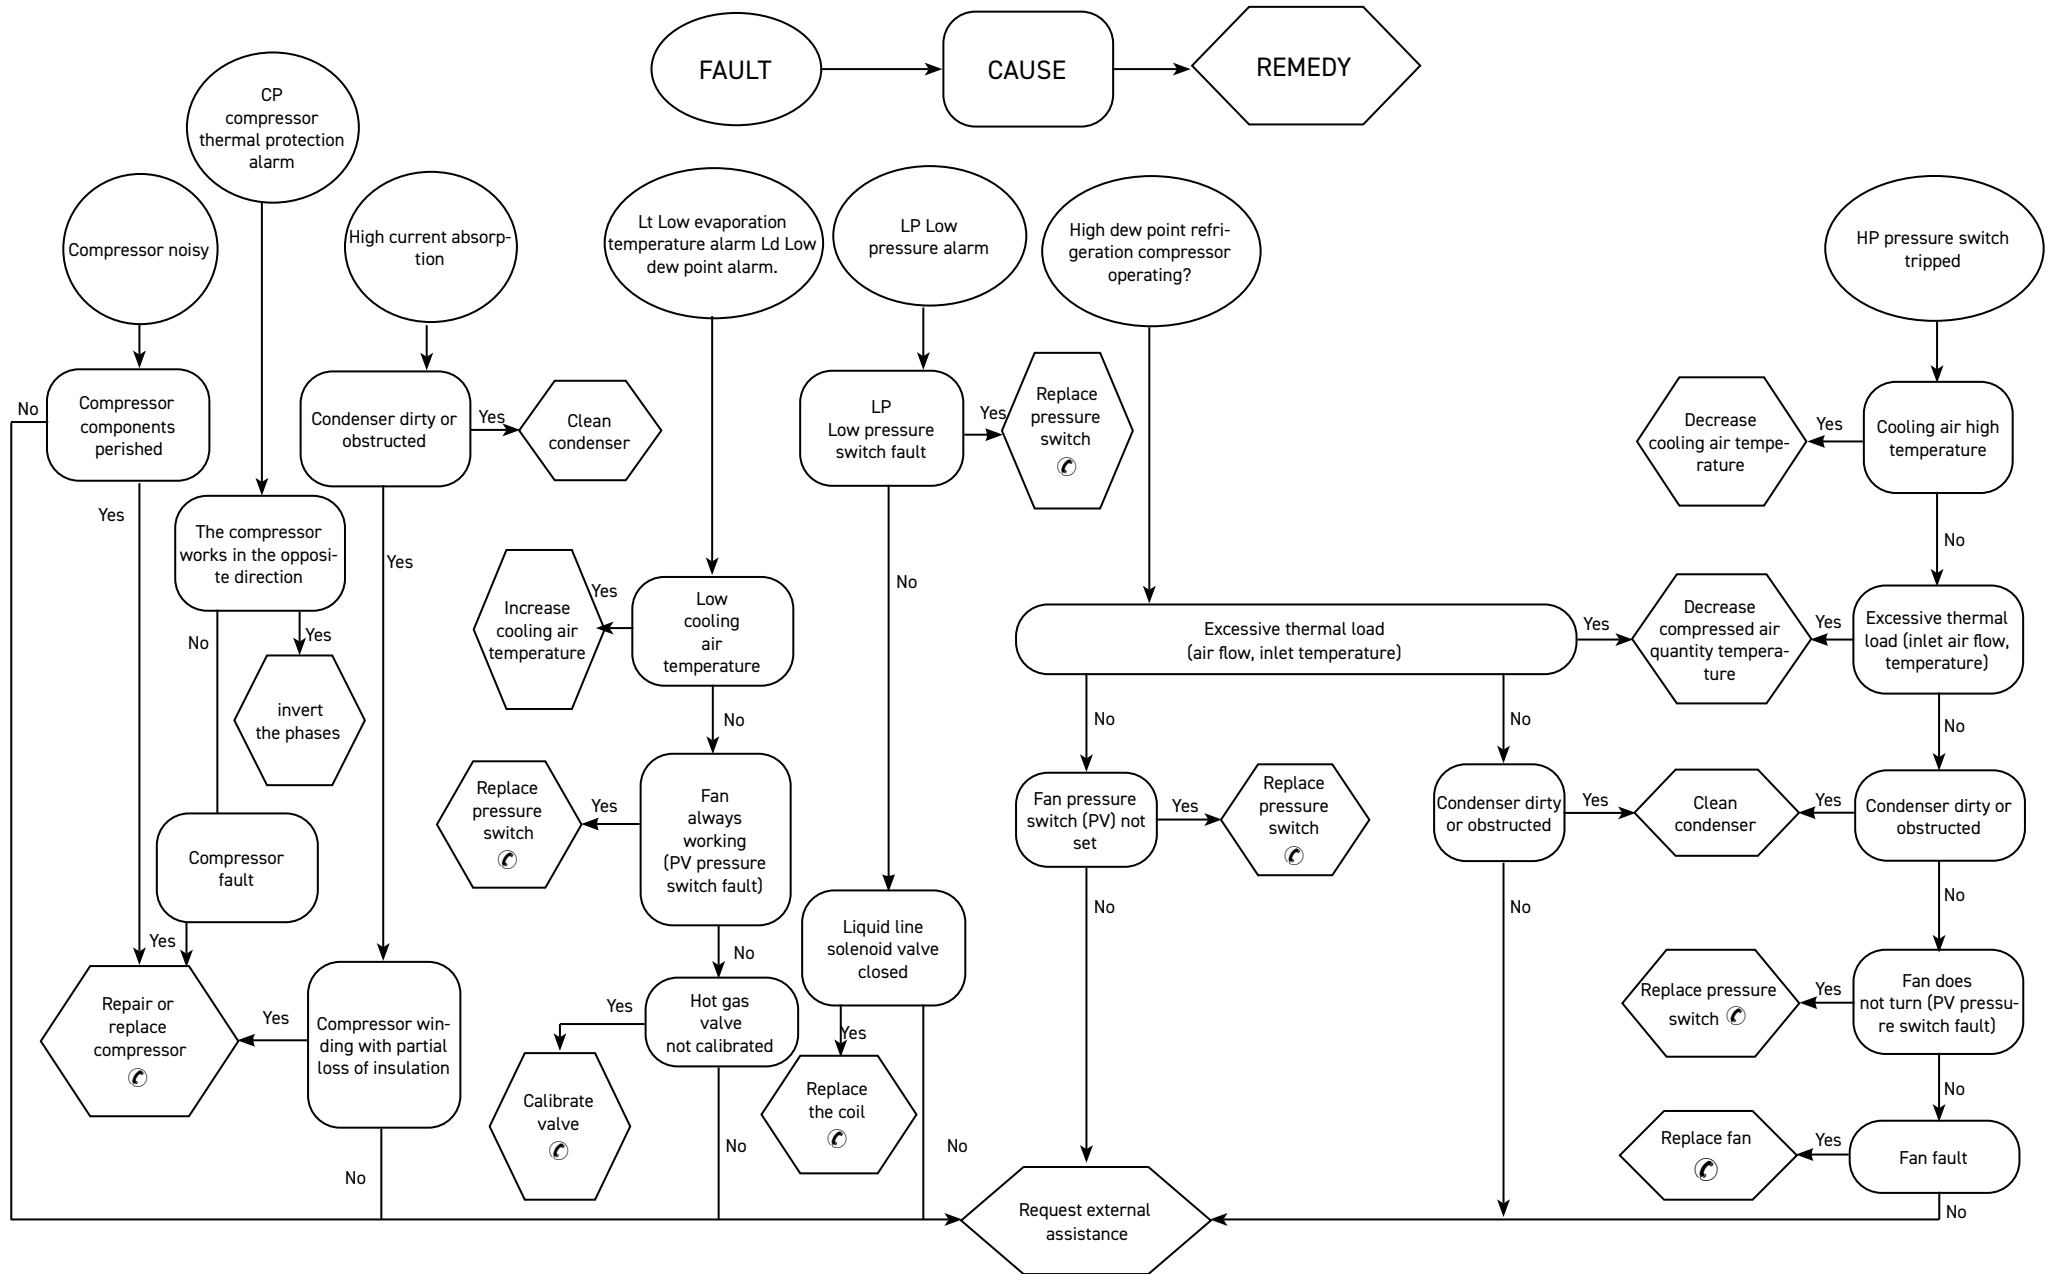 FAULT
CAUSE
REMEDY
CP
compressor
thermal protection
alarm
Compressor noisy
High current absorp-
tion
Lt Low evaporation
temperature alarm Ld Low
dew point alarm.
LP Low
pressure alarm
High dew point refri-
geration compressor
operating?
HP pressure switch
tripped
No
Compressor
components
perished
Yes
Condenser dirty or
obstructed
Yes
Clean
condenser
Yes
LP
Low pressure
switch fault
Yes
Replace
pressure
switch
✆
No
Decrease
cooling air tempe-
rature
Yes
Cooling air high
temperature
No
The compressor
works in the opposi-
te direction
No
Yes
invert
the phases
Increase
cooling air
temperature
Yes
Low
cooling
air
temperature
No
Excessive thermal load
(air flow, inlet temperature)
Yes
Decrease
compressed air
quantity tempera-
ture
Yes
Excessive thermal
load (inlet air flow,
temperature)
No
No
No
Replace
pressure
switch
✆
Yes
Fan
always
working
(PV pressure
switch fault)
No
Fan pressure
switch (PV) not
set
Yes
Replace
pressure
switch
✆
No
Condenser dirty
or obstructed
Yes
Clean
condenser
Yes
Condenser dirty or
obstructed
No
No
Compressor
fault
Yes
Repair or
replace
compressor
✆
Yes
Compressor win-
ding with partial
loss of insulation
No
Yes
Hot gas
valve
not calibrated
Calibrate
valve
✆
No
Liquid line
solenoid valve
closed
Yes
Replace
the coil
✆
No
Replace pressure
switch ✆
Yes
Fan does
not turn (PV pressu-
re switch fault)
No
Replace fan
✆
Yes
Fan fault
No
Request external
assistance